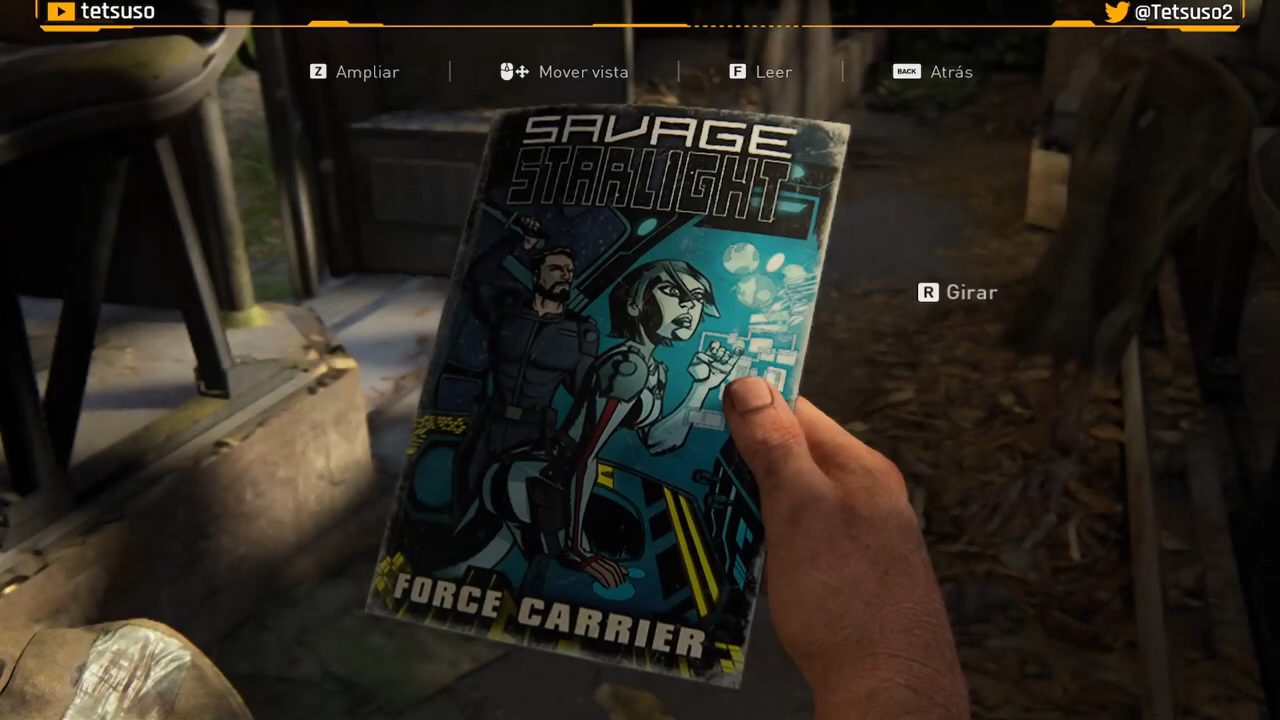 tetsuso
@Tetsuso2
Z Ampliar
Mover vista
F Leer
BACK Atrás
SAVAGE
STARLIGHT
R Girar
FORCE CARRIER